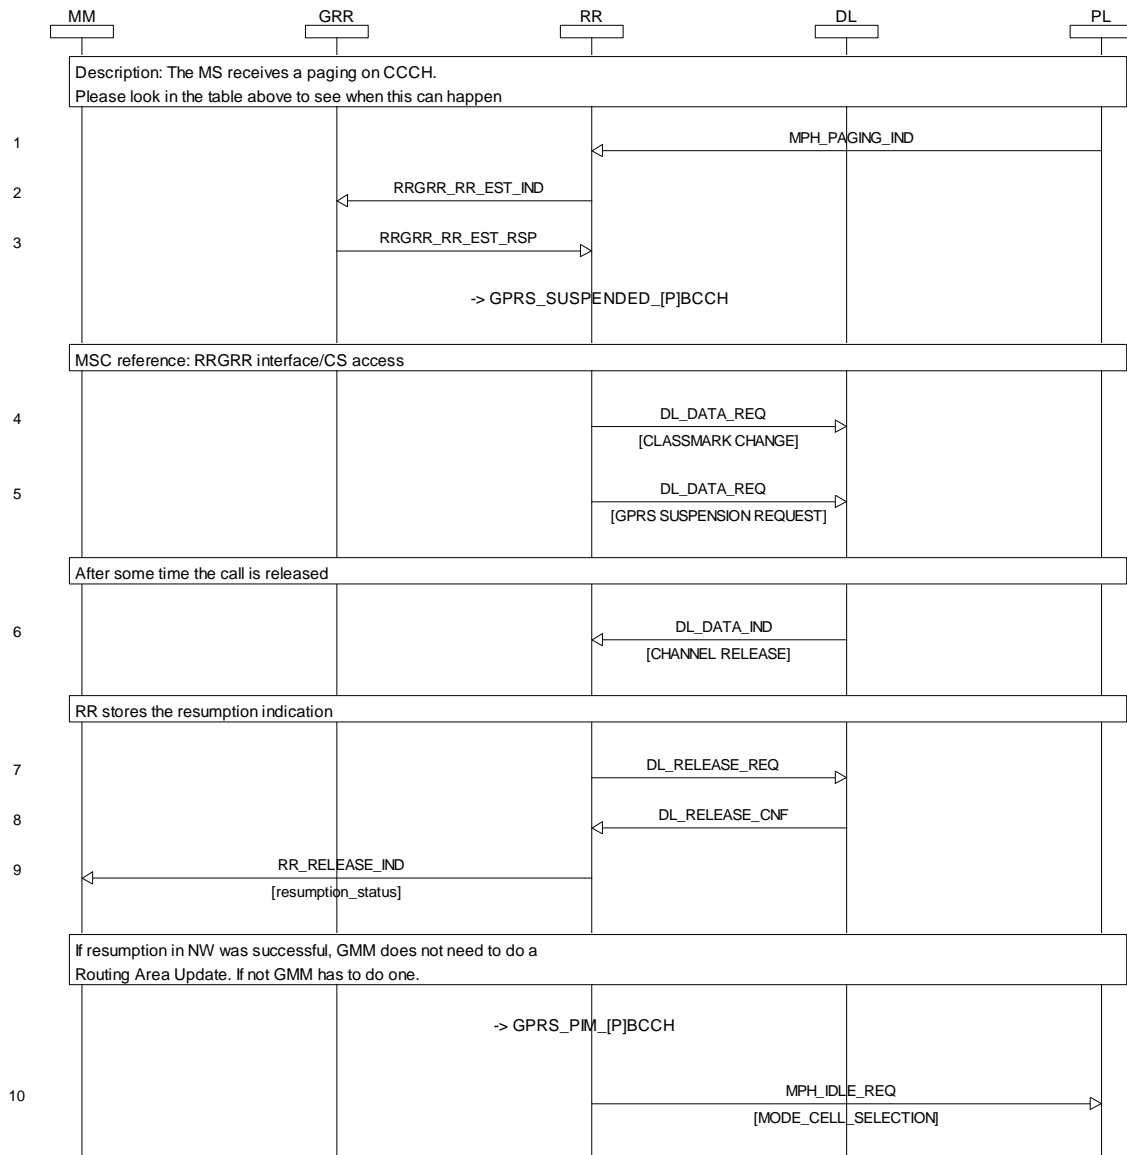 MM GRR RR DL PL
Description: The MS receives a paging on CCCH.
Please look in the table above to see when this can happen
1 MPH_PAGING_IND
2 RRGRR_RR_EST_IND
3 RRGRR_RR_EST_RSP
-> GPRS_SUSPENDED_[P]BCCH
MSC reference: RRGRR interface/CS access
4 DL_DATA_REQ
[CLASSMARK CHANGE]
5 DL_DATA_REQ
[GPRS SUSPENSION REQUEST]
After some time the call is released
6 DL_DATA_IND
[CHANNEL RELEASE]
RR stores the resumption indication
7 DL_RELEASE_REQ
8 DL_RELEASE_CNF
9 RR_RELEASE_IND
[resumption_status]
If resumption in NW was successful, GMM does not need to do a
Routing Area Update. If not GMM has to do one.
-> GPRS_PIM_[P]BCCH
10 MPH_IDLE_REQ
[MODE_CELL_SELECTION]